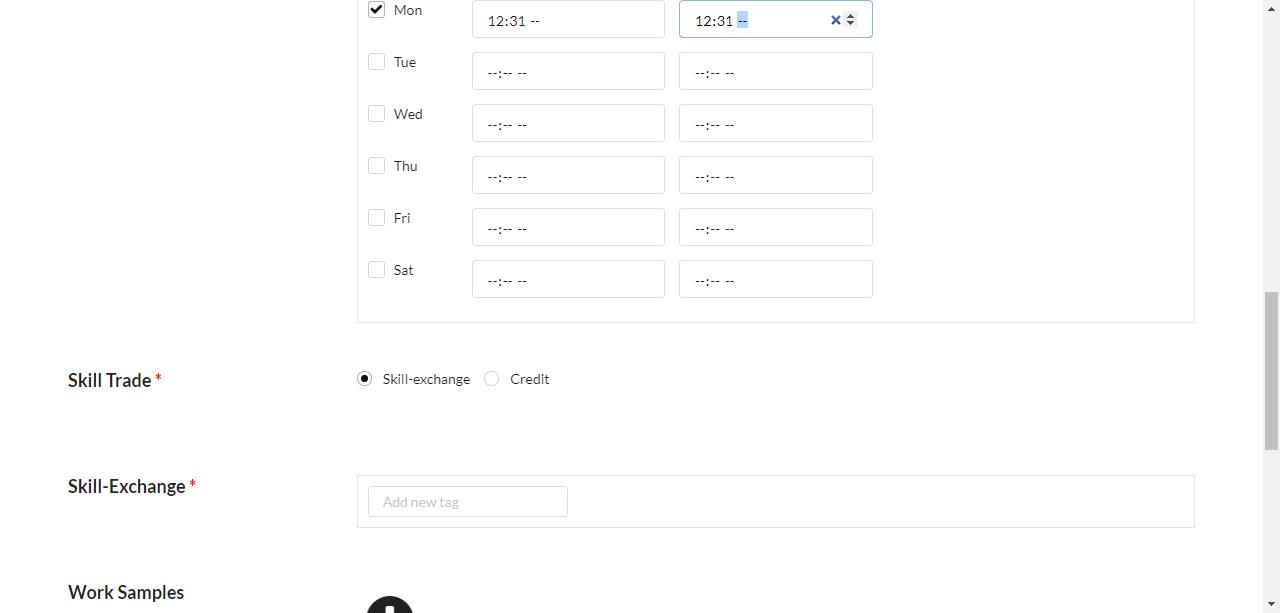 Mon 12:31 -- 12:31 --
Tue --:-- -- --:-- --
Wed --:-- -- --:-- --
Thu --:-- -- --:-- --
Fri --:-- -- --:-- --
Sat --:-- -- --:-- --
Skill Trade * Skill-exchange Credit
Skill-Exchange * Add new tag
Work Samples